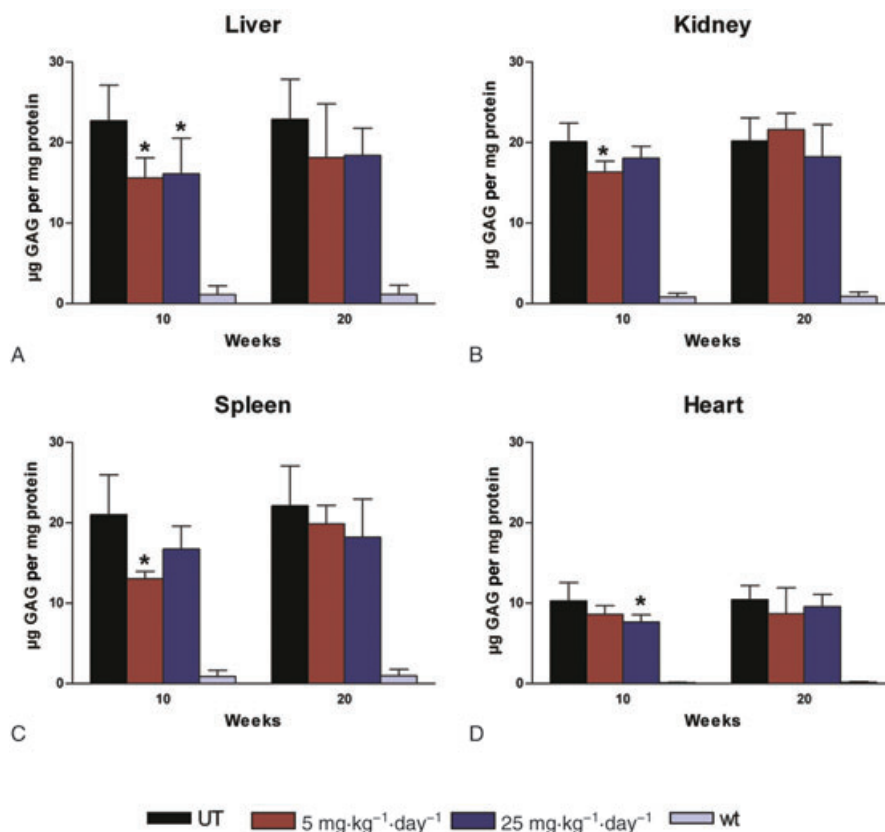 Liver
30
20
10
0
µg GAG per mg protein
*
*
10
20
Weeks
A
Kidney
30
20
10
0
µg GAG per mg protein
*
10
20
Weeks
B
Spleen
30
20
10
0
µg GAG per mg protein
*
10
20
Weeks
C
Heart
30
20
10
0
µg GAG per mg protein
*
10
20
Weeks
D
UT 5 mg·kg⁻¹·day⁻¹ 25 mg·kg⁻¹·day⁻¹ wt